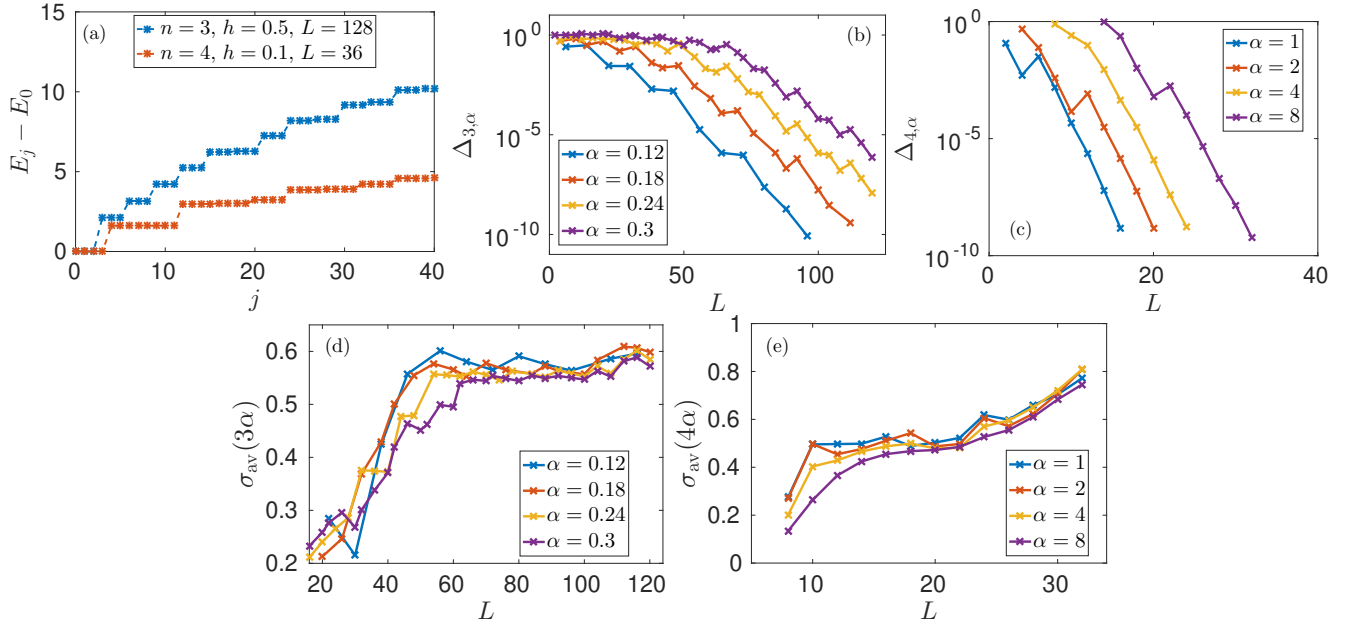 (a)
n = 3, h = 0.5, L = 128
n = 4, h = 0.1, L = 36
E_j − E_0
15
10
5
0
0
10
20
30
40
j
(b)
Δ_{3,α}
10^0
10^{-5}
10^{-10}
α = 0.12
α = 0.18
α = 0.24
α = 0.3
0
50
100
L
(c)
Δ_{4,α}
10^0
10^{-5}
10^{-10}
α = 1
α = 2
α = 4
α = 8
0
20
40
L
(d)
σ_av(3α)
0.6
0.5
0.4
0.3
0.2
α = 0.12
α = 0.18
α = 0.24
α = 0.3
20
40
60
80
100
120
L
(e)
σ_av(4α)
1
0.8
0.6
0.4
0.2
0
α = 1
α = 2
α = 4
α = 8
10
20
30
L